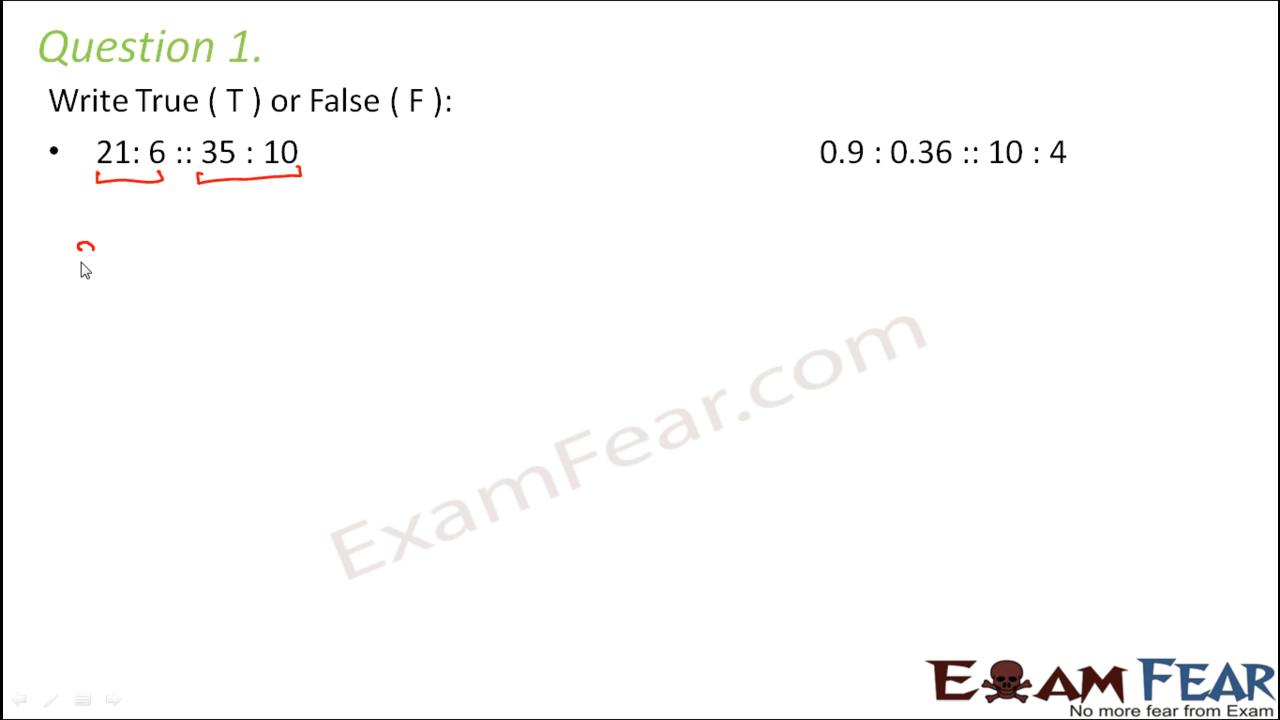 Question 1.
Write True ( T ) or False ( F ):
• 21: 6 :: 35 : 10 0.9 : 0.36 :: 10 : 4
ExamFear.com
EXAM FEAR
No more fear from Exam